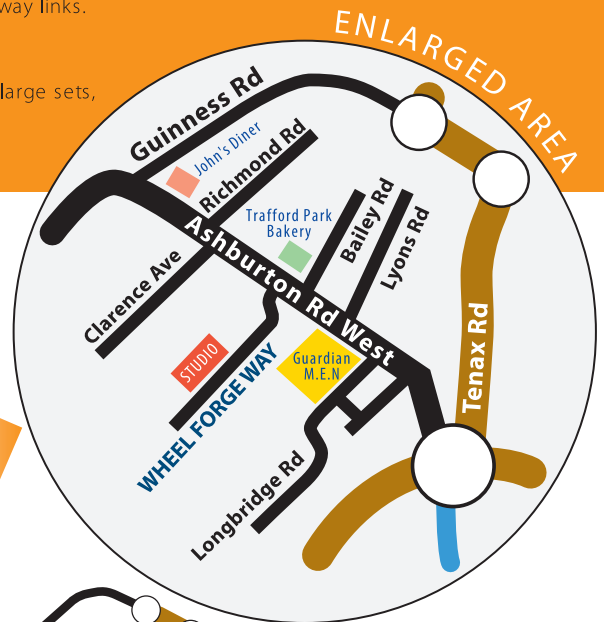 way links.
large sets,
ENLARGED AREA
Guinness Rd
John's Diner
Richmond Rd
Trafford Park
Bakery
Bailey Rd
Lyons Rd
Ashburton Rd West
Clarence Ave
STUDIO
WHEEL FORGE WAY
Guardian
M.E.N
Tenax Rd
Longbridge Rd